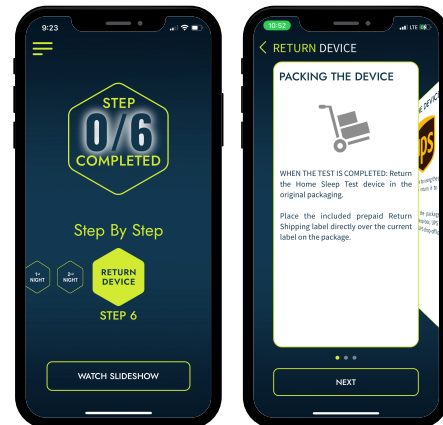 9:23
STEP
0/6
COMPLETED
Step By Step
1st
NIGHT
2nd
NIGHT
RETURN
DEVICE
STEP 6
WATCH SLIDESHOW
10:52
LTE
RETURN DEVICE
PACKING THE DEVICE
WHEN THE TEST IS COMPLETED: Return
the Home Sleep Test device in the
original packaging.
Place the included prepaid Return
Shipping label directly over the current
label on the package.
NEXT